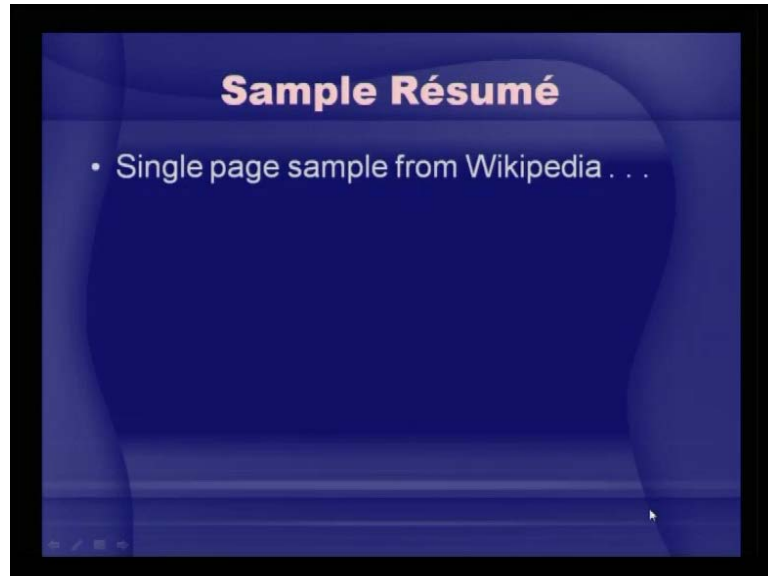 Sample Résumé
• Single page sample from Wikipedia . . .